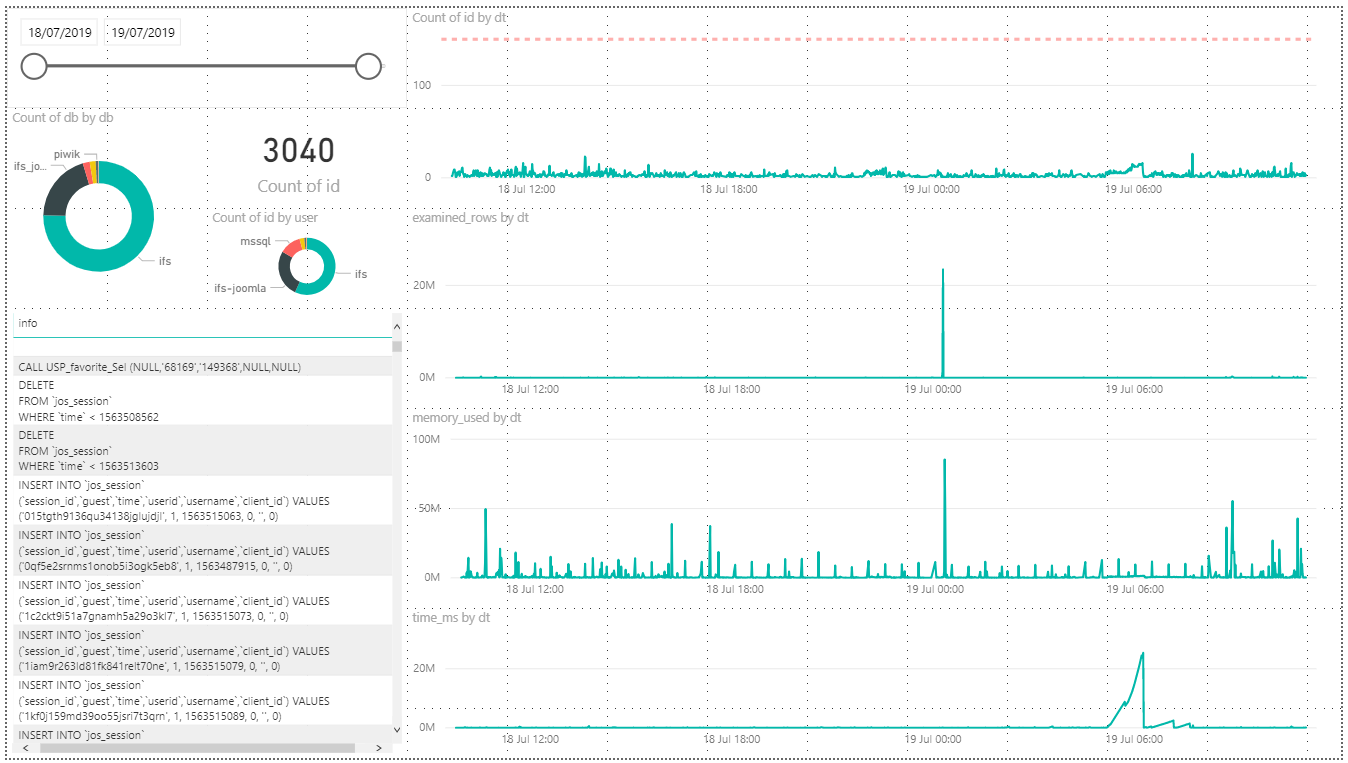 18/07/2019 19/07/2019
Count of db by db
piwik
ifs_jo...
ifs
3040
Count of id
Count of id by user
mssql
ifs
ifs-joomla
info
CALL USP_favorite_Sel (NULL,'68169','149368',NULL,NULL)
DELETE
FROM `jos_session`
WHERE `time` < 1563508562
DELETE
FROM `jos_session`
WHERE `time` < 1563513603
INSERT INTO `jos_session`
(`session_id`,`guest`,`time`,`userid`,`username`,`client_id`) VALUES
('015tgth9136qu34138jglujdjl', 1, 1563515063, 0, '', 0)
INSERT INTO `jos_session`
(`session_id`,`guest`,`time`,`userid`,`username`,`client_id`) VALUES
('0qf5e2srnms1onob5i3ogk5eb8', 1, 1563487915, 0, '', 0)
INSERT INTO `jos_session`
(`session_id`,`guest`,`time`,`userid`,`username`,`client_id`) VALUES
('1c2ckt9i51a7gnamh5a29o3kl7', 1, 1563515073, 0, '', 0)
INSERT INTO `jos_session`
(`session_id`,`guest`,`time`,`userid`,`username`,`client_id`) VALUES
('1iam9r263ld81fk841relt70ne', 1, 1563515079, 0, '', 0)
INSERT INTO `jos_session`
(`session_id`,`guest`,`time`,`userid`,`username`,`client_id`) VALUES
('1kf0j159md39oo55jsri7t3qrn', 1, 1563515089, 0, '', 0)
INSERT INTO `jos_session`
Count of id by dt
100
0
18 Jul 12:00 18 Jul 18:00 19 Jul 00:00 19 Jul 06:00
examined_rows by dt
20M
0M
18 Jul 12:00 18 Jul 18:00 19 Jul 00:00 19 Jul 06:00
memory_used by dt
100M
50M
0M
18 Jul 12:00 18 Jul 18:00 19 Jul 00:00 19 Jul 06:00
time_ms by dt
20M
0M
18 Jul 12:00 18 Jul 18:00 19 Jul 00:00 19 Jul 06:00